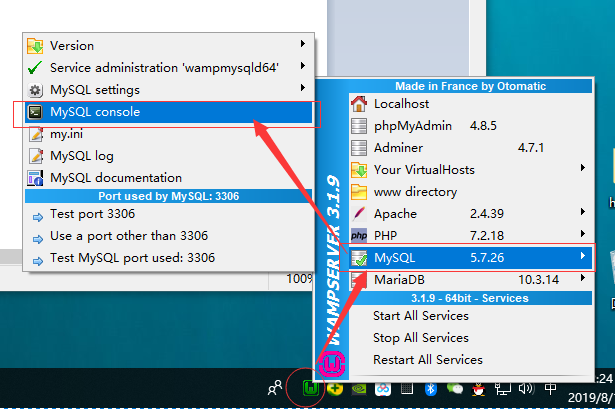 Version
Service administration 'wampmysqld64'
MySQL settings
MySQL console
my.ini
MySQL log
MySQL documentation
Port used by MySQL: 3306
Test port 3306
Use a port other than 3306
Test MySQL port used: 3306
100%
WAMPSERVER 3.1.9
Made in France by Otomatic
Localhost
phpMyAdmin 4.8.5
Adminer 4.7.1
Your VirtualHosts
www directory
Apache 2.4.39
php PHP 7.2.18
MySQL 5.7.26
MariaDB 10.3.14
3.1.9 - 64bit - Services
Start All Services
Stop All Services
Restart All Services
中
:24
2019/8/